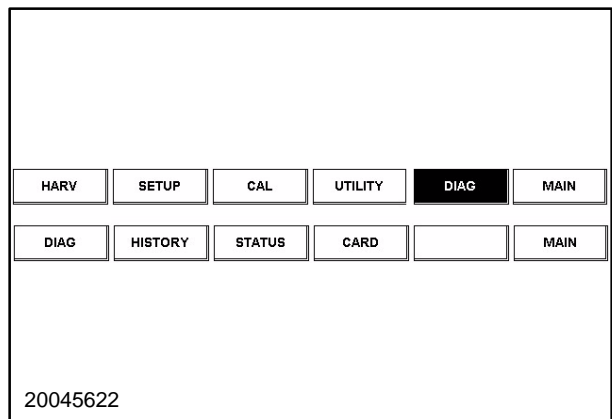 HARV SETUP CAL UTILITY DIAG MAIN
DIAG HISTORY STATUS CARD MAIN
20045622